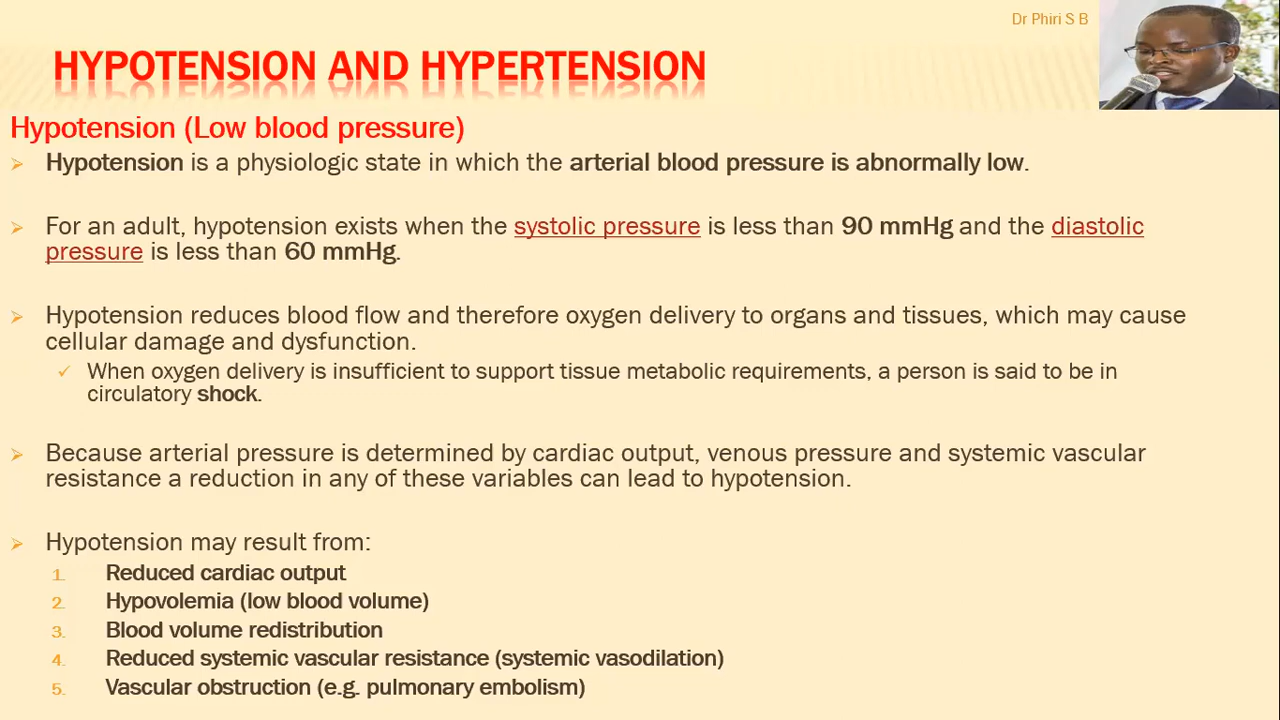 Dr Phiri S B
HYPOTENSION AND HYPERTENSION
Hypotension (Low blood pressure)
Hypotension is a physiologic state in which the arterial blood pressure is abnormally low.
For an adult, hypotension exists when the systolic pressure is less than 90 mmHg and the diastolic
pressure is less than 60 mmHg.
Hypotension reduces blood flow and therefore oxygen delivery to organs and tissues, which may cause
cellular damage and dysfunction.
When oxygen delivery is insufficient to support tissue metabolic requirements, a person is said to be in
circulatory shock.
Because arterial pressure is determined by cardiac output, venous pressure and systemic vascular
resistance a reduction in any of these variables can lead to hypotension.
Hypotension may result from:
1. Reduced cardiac output
2. Hypovolemia (low blood volume)
3. Blood volume redistribution
4. Reduced systemic vascular resistance (systemic vasodilation)
5. Vascular obstruction (e.g. pulmonary embolism)